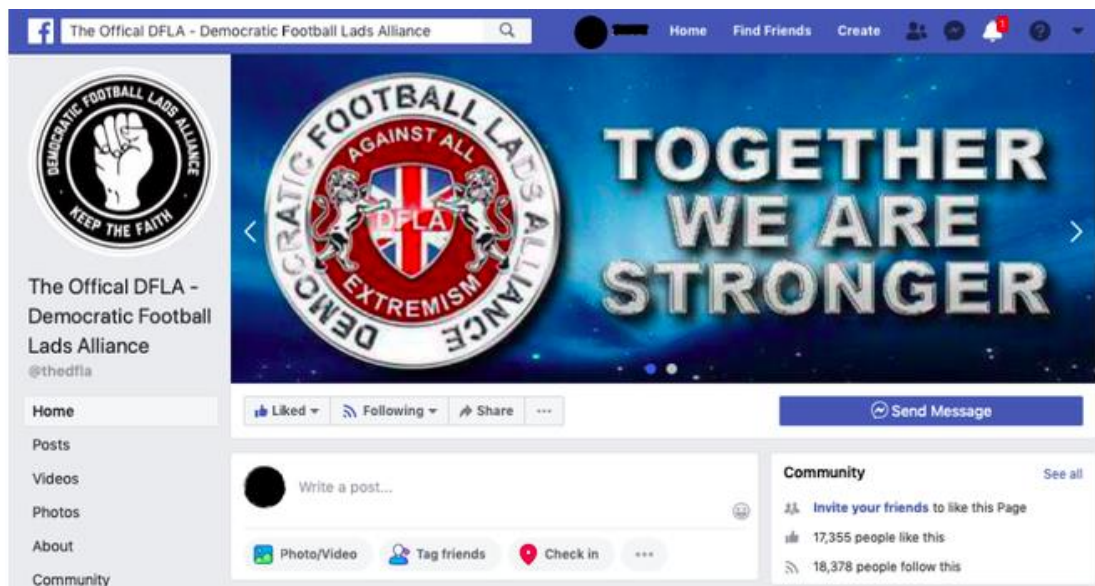 The Offical DFLA - Democratic Football Lads Alliance
Home
Find Friends
Create
1
DEMOCRATIC FOOTBALL LADS ALLIANCE
KEEP THE FAITH
DEMOCRATIC FOOTBALL LADS ALLIANCE
AGAINST ALL
DFLA
EXTREMISM
TOGETHER
WE ARE
STRONGER
The Offical DFLA -
Democratic Football
Lads Alliance
@thedfla
Home
Posts
Videos
Photos
About
Community
Liked
Following
Share
Send Message
Write a post...
Photo/Video
Tag friends
Check in
Community
See all
Invite your friends to like this Page
17,355 people like this
18,378 people follow this